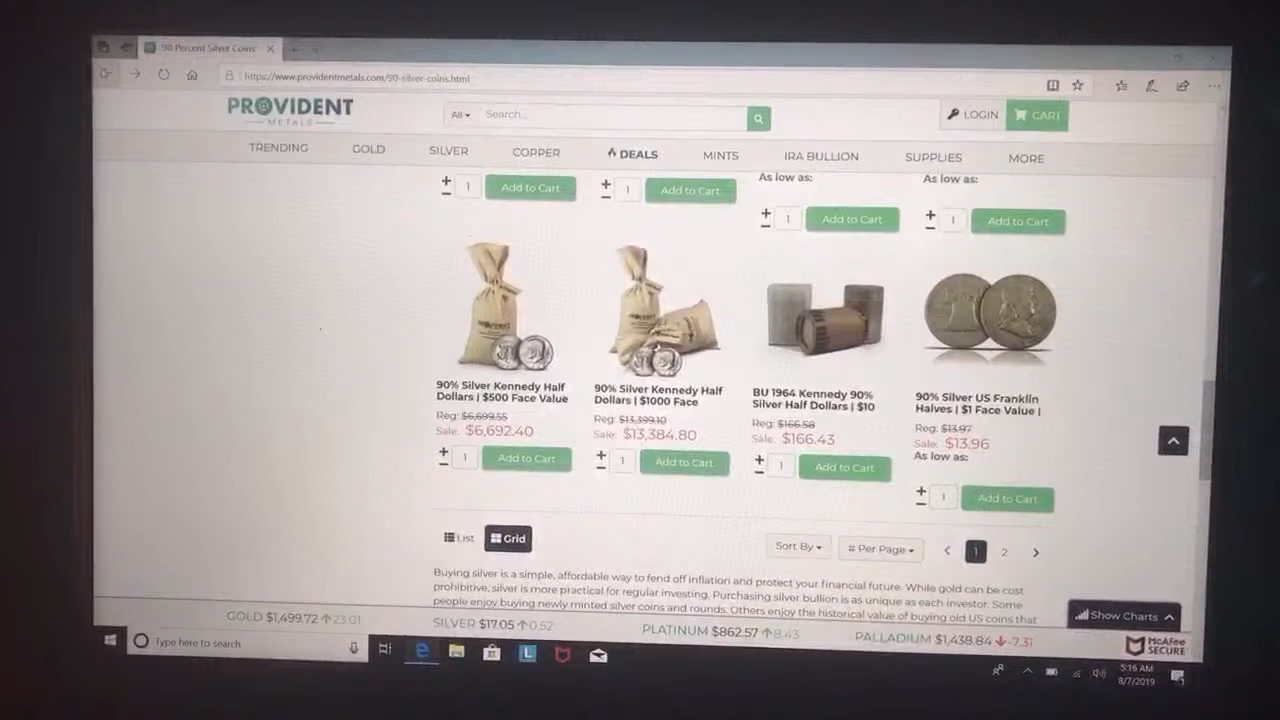 90 Percent Silver Coins
https://www.providentmetals.com/90-silver-coins.html
PROVIDENT
METALS
All
Search...
LOGIN
CART
TRENDING
GOLD
SILVER
COPPER
DEALS
MINTS
IRA BULLION
SUPPLIES
MORE
As low as:
As low as:
1
Add to Cart
1
Add to Cart
1
Add to Cart
1
Add to Cart
90% Silver Kennedy Half
Dollars | $500 Face Value
Reg: $6,699.55
Sale: $6,692.40
1
Add to Cart
90% Silver Kennedy Half
Dollars | $1000 Face
Reg: $13,399.10
Sale: $13,384.80
1
Add to Cart
BU 1964 Kennedy 90%
Silver Half Dollars | $10
Reg: $166.58
Sale: $166.43
1
Add to Cart
90% Silver US Franklin
Halves | $1 Face Value |
Reg: $13.97
Sale: $13.96
As low as:
1
Add to Cart
List
Grid
Sort By
# Per Page
1
2
Buying silver is a simple, affordable way to fend off inflation and protect your financial future. While gold can be cost
prohibitive, silver is more practical for regular investing. Purchasing silver bullion is as unique as each investor. Some
people enjoy buying newly minted silver coins and rounds. Others enjoy the historical value of buying old US coins that
Show Charts
GOLD $1,499.72 23.01
SILVER $17.05 0.52
PLATINUM $862.57 8.43
PALLADIUM $1,438.84 -7.31
McAfee
SECURE
Type here to search
5:16 AM
8/7/2019